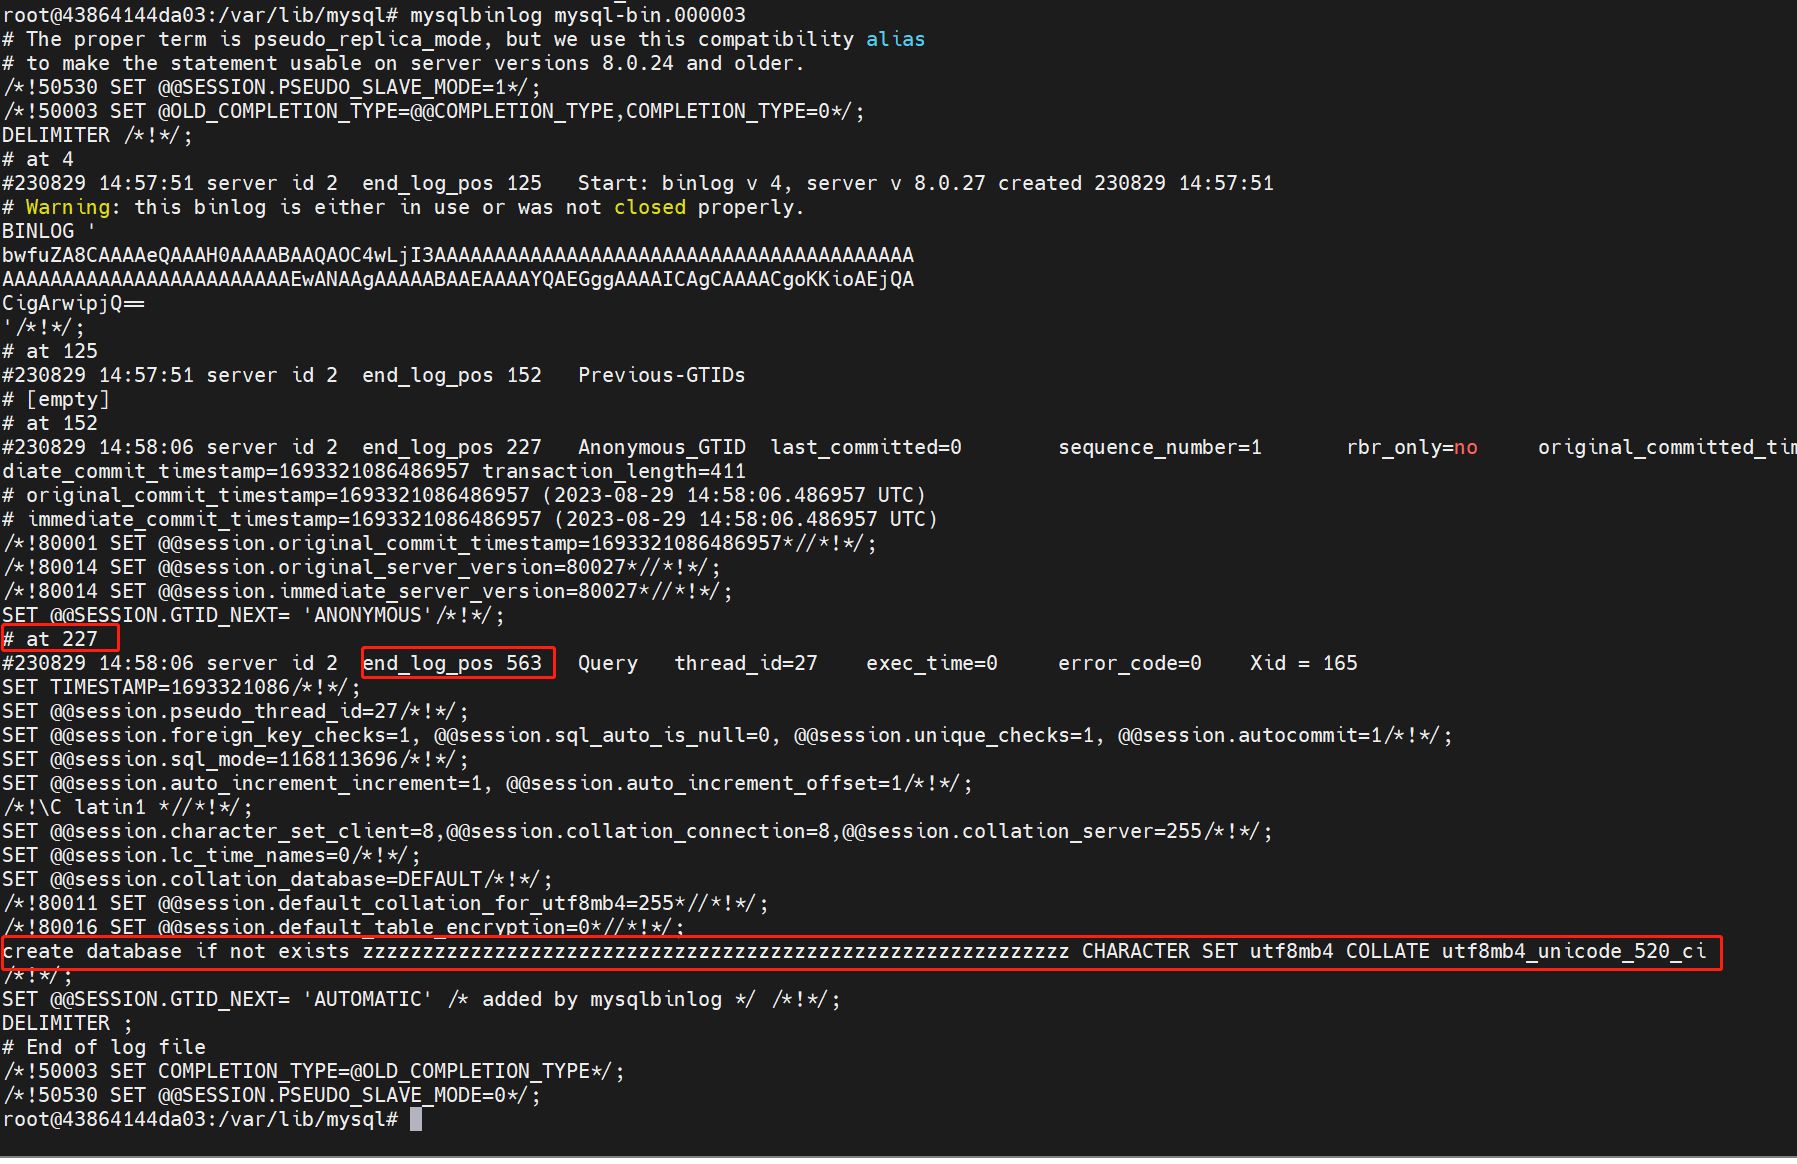 root@43864144da03:/var/lib/mysql# mysqlbinlog mysql-bin.000003
# The proper term is pseudo_replica_mode, but we use this compatibility alias
# to make the statement usable on server versions 8.0.24 and older.
/*!50530 SET @@SESSION.PSEUDO_SLAVE_MODE=1*/;
/*!50003 SET @OLD_COMPLETION_TYPE=@@COMPLETION_TYPE,COMPLETION_TYPE=0*/;
DELIMITER /*!*/;
# at 4
#230829 14:57:51 server id 2  end_log_pos 125   Start: binlog v 4, server v 8.0.27 created 230829 14:57:51
# Warning: this binlog is either in use or was not closed properly.
BINLOG '
bwfuZA8CAAAAeQAAAH0AAAABAAQAOC4wLjI3AAAAAAAAAAAAAAAAAAAAAAAAAAAAAAAAAAAAAAAA
AAAAAAAAAAAAAAAAAAAAAAAAEwANAAgAAAAABAAEAAAAYQAEGggAAAAICAgCAAAACgoKKioAEjQA
CigArwipjQ==
'/*!*/;
# at 125
#230829 14:57:51 server id 2  end_log_pos 152   Previous-GTIDs
# [empty]
# at 152
#230829 14:58:06 server id 2  end_log_pos 227   Anonymous_GTID  last_committed=0        sequence_number=1       rbr_only=no     original_committed_tim
diate_commit_timestamp=1693321086486957 transaction_length=411
# original_commit_timestamp=1693321086486957 (2023-08-29 14:58:06.486957 UTC)
# immediate_commit_timestamp=1693321086486957 (2023-08-29 14:58:06.486957 UTC)
/*!80001 SET @@session.original_commit_timestamp=1693321086486957*//*!*/;
/*!80014 SET @@session.original_server_version=80027*//*!*/;
/*!80014 SET @@session.immediate_server_version=80027*//*!*/;
SET @@SESSION.GTID_NEXT= 'ANONYMOUS'/*!*/;
# at 227
#230829 14:58:06 server id 2  end_log_pos 563   Query   thread_id=27    exec_time=0     error_code=0    Xid = 165
SET TIMESTAMP=1693321086/*!*/;
SET @@session.pseudo_thread_id=27/*!*/;
SET @@session.foreign_key_checks=1, @@session.sql_auto_is_null=0, @@session.unique_checks=1, @@session.autocommit=1/*!*/;
SET @@session.sql_mode=1168113696/*!*/;
SET @@session.auto_increment_increment=1, @@session.auto_increment_offset=1/*!*/;
/*!\C latin1 *//*!*/;
SET @@session.character_set_client=8,@@session.collation_connection=8,@@session.collation_server=255/*!*/;
SET @@session.lc_time_names=0/*!*/;
SET @@session.collation_database=DEFAULT/*!*/;
/*!80011 SET @@session.default_collation_for_utf8mb4=255*//*!*/;
/*!80016 SET @@session.default_table_encryption=0*//*!*/;
create database if not exists zzzzzzzzzzzzzzzzzzzzzzzzzzzzzzzzzzzzzzzzzzzzzzzzzzzzzzzzzzz CHARACTER SET utf8mb4 COLLATE utf8mb4_unicode_520_ci
/*!*/;
SET @@SESSION.GTID_NEXT= 'AUTOMATIC' /* added by mysqlbinlog */ /*!*/;
DELIMITER ;
# End of log file
/*!50003 SET COMPLETION_TYPE=@OLD_COMPLETION_TYPE*/;
/*!50530 SET @@SESSION.PSEUDO_SLAVE_MODE=0*/;
root@43864144da03:/var/lib/mysql#